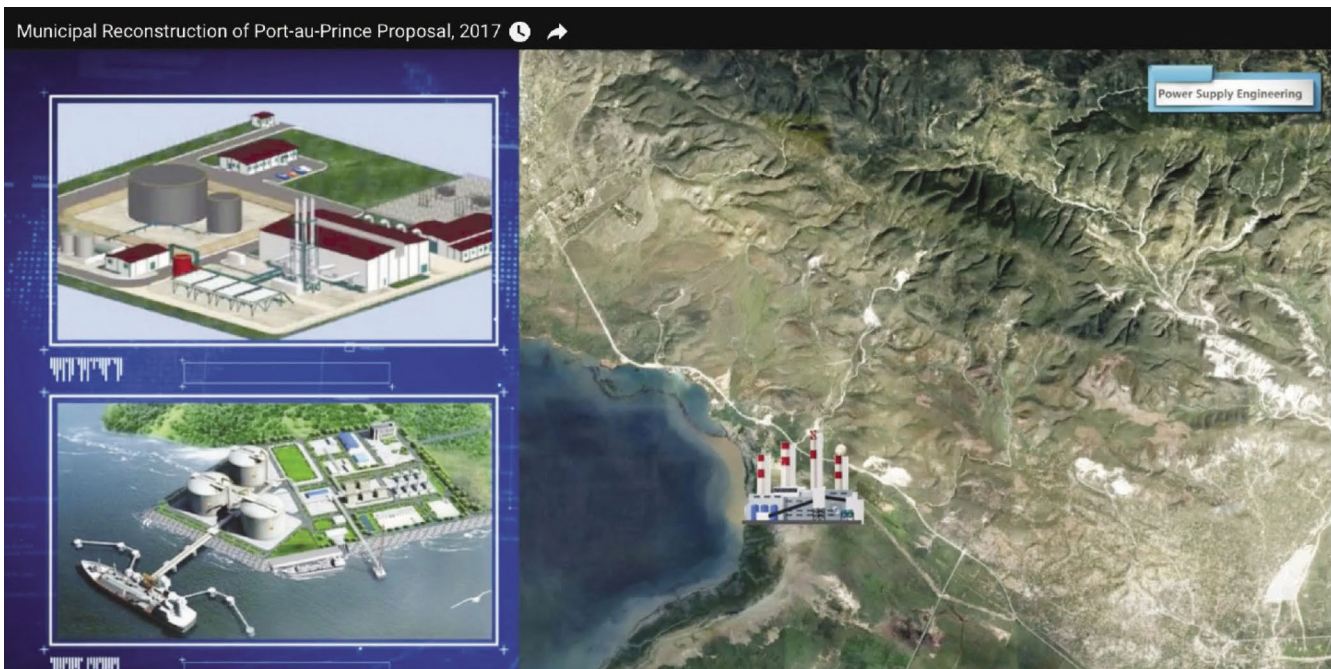 Municipal Reconstruction of Port-au-Prince Proposal, 2017
Power Supply Engineering